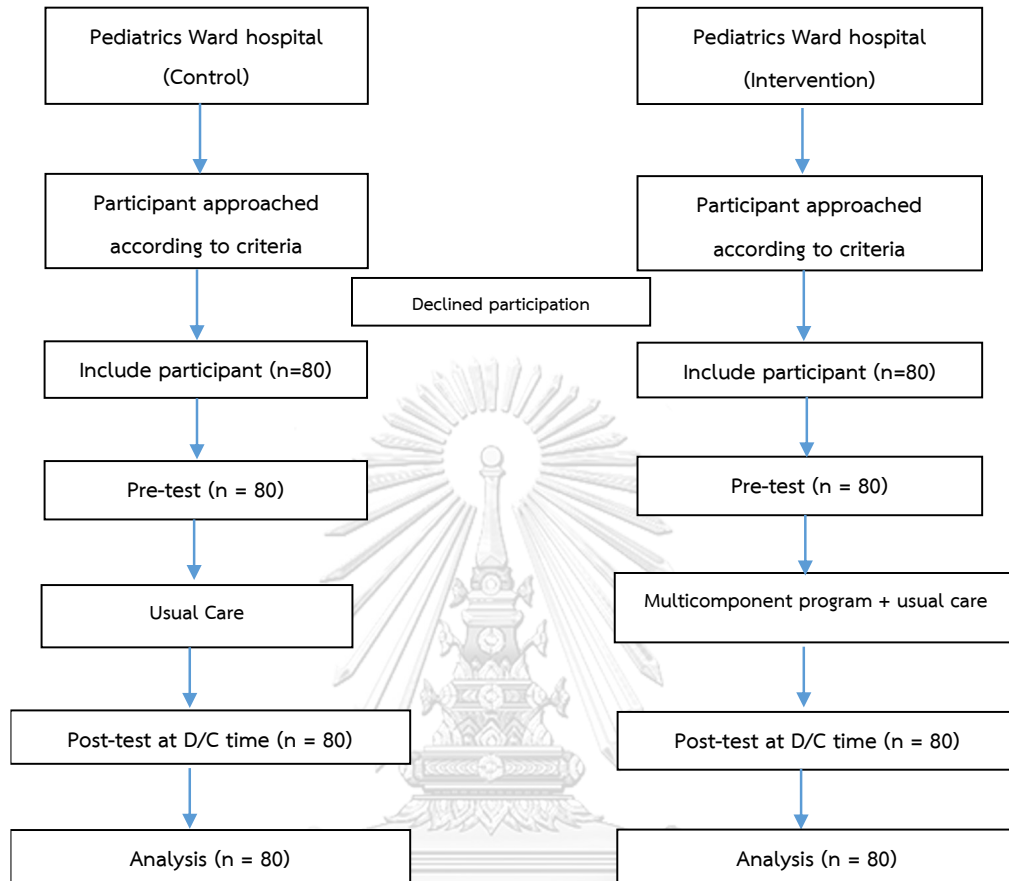 Pediatrics Ward hospital
(Control)
Pediatrics Ward hospital
(Intervention)
Participant approached
according to criteria
Participant approached
according to criteria
Declined participation
Include participant (n=80)
Include participant (n=80)
Pre-test (n = 80)
Pre-test (n = 80)
Usual Care
Multicomponent program + usual care
Post-test at D/C time (n = 80)
Post-test at D/C time (n = 80)
Analysis (n = 80)
Analysis (n = 80)